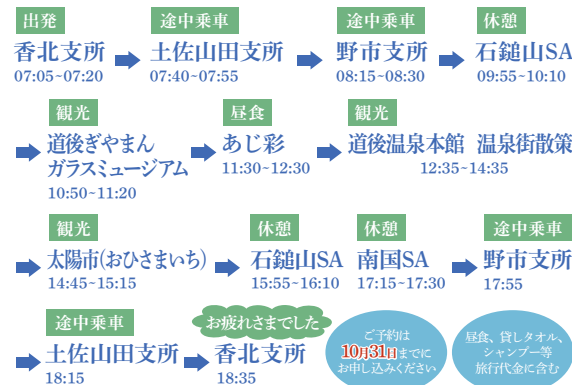 出発
香北支所
07:05~07:20
途中乗車
土佐山田支所
07:40~07:55
途中乗車
野市支所
08:15~08:30
休憩
石鎚山SA
09:55~10:10
観光
道後ぎやまん
ガラスミュージアム
10:50~11:20
昼食
あじ彩
11:30~12:30
観光
道後温泉本館 温泉街散策
12:35~14:35
観光
太陽市(おひさまいち)
14:45~15:15
休憩
石鎚山SA
15:55~16:10
休憩
南国SA
17:15~17:30
途中乗車
野市支所
17:55
途中乗車
土佐山田支所
18:15
お疲れさまでした
香北支所
18:35
ご予約は
10月31日までに
お申し込みください
昼食、貸しタオル、
シャンプー等
旅行代金に含む